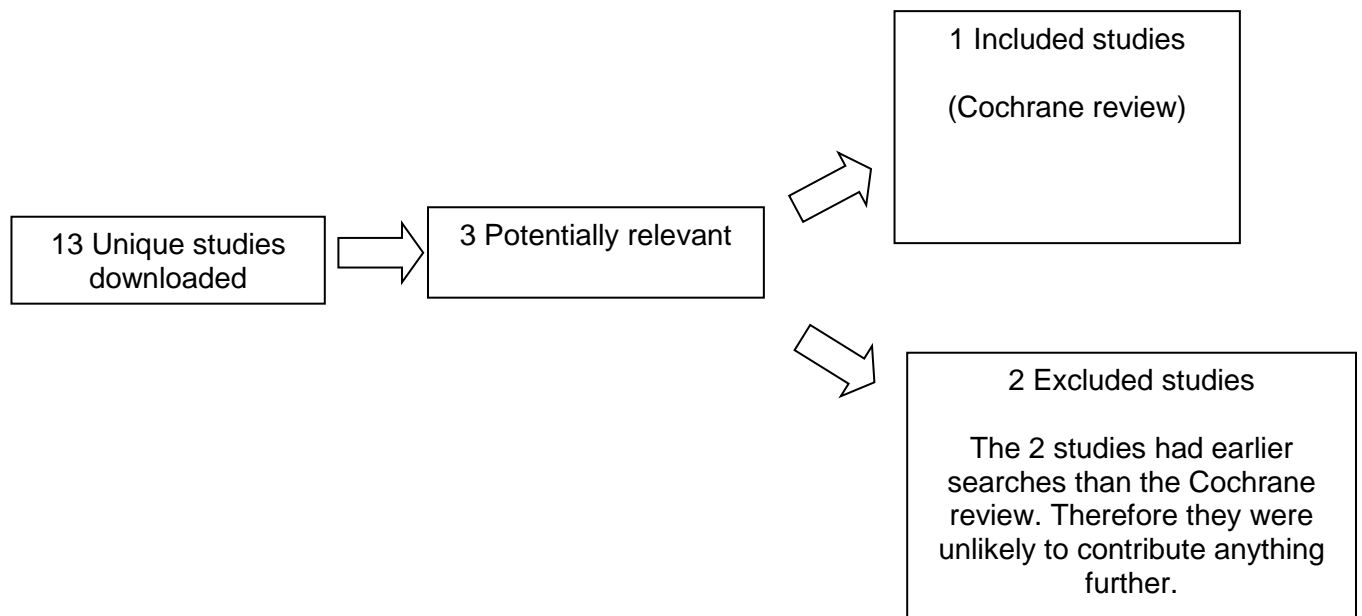 13 Unique studies
downloaded
3 Potentially relevant
1 Included studies
(Cochrane review)
2 Excluded studies
The 2 studies had earlier
searches than the Cochrane
review. Therefore they were
unlikely to contribute anything
further.